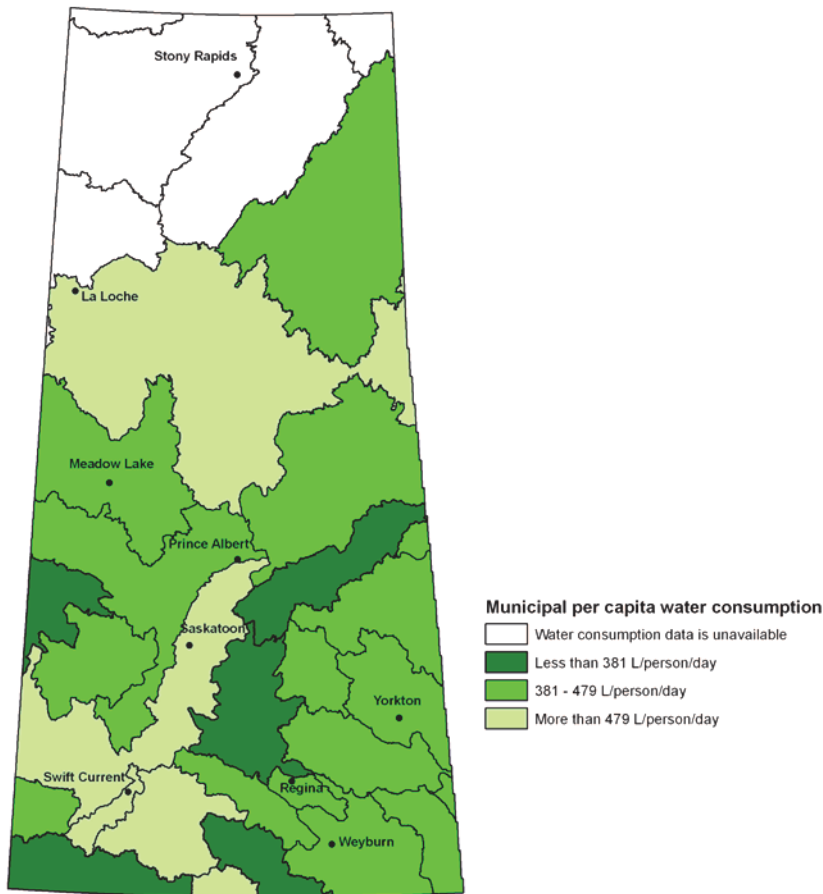 Stony Rapids
La Loche
Meadow Lake
Prince Albert
Saskatoon
Yorkton
Swift Current
Regina
Weyburn
Municipal per capita water consumption
Water consumption data is unavailable
Less than 381 L/person/day
381 - 479 L/person/day
More than 479 L/person/day